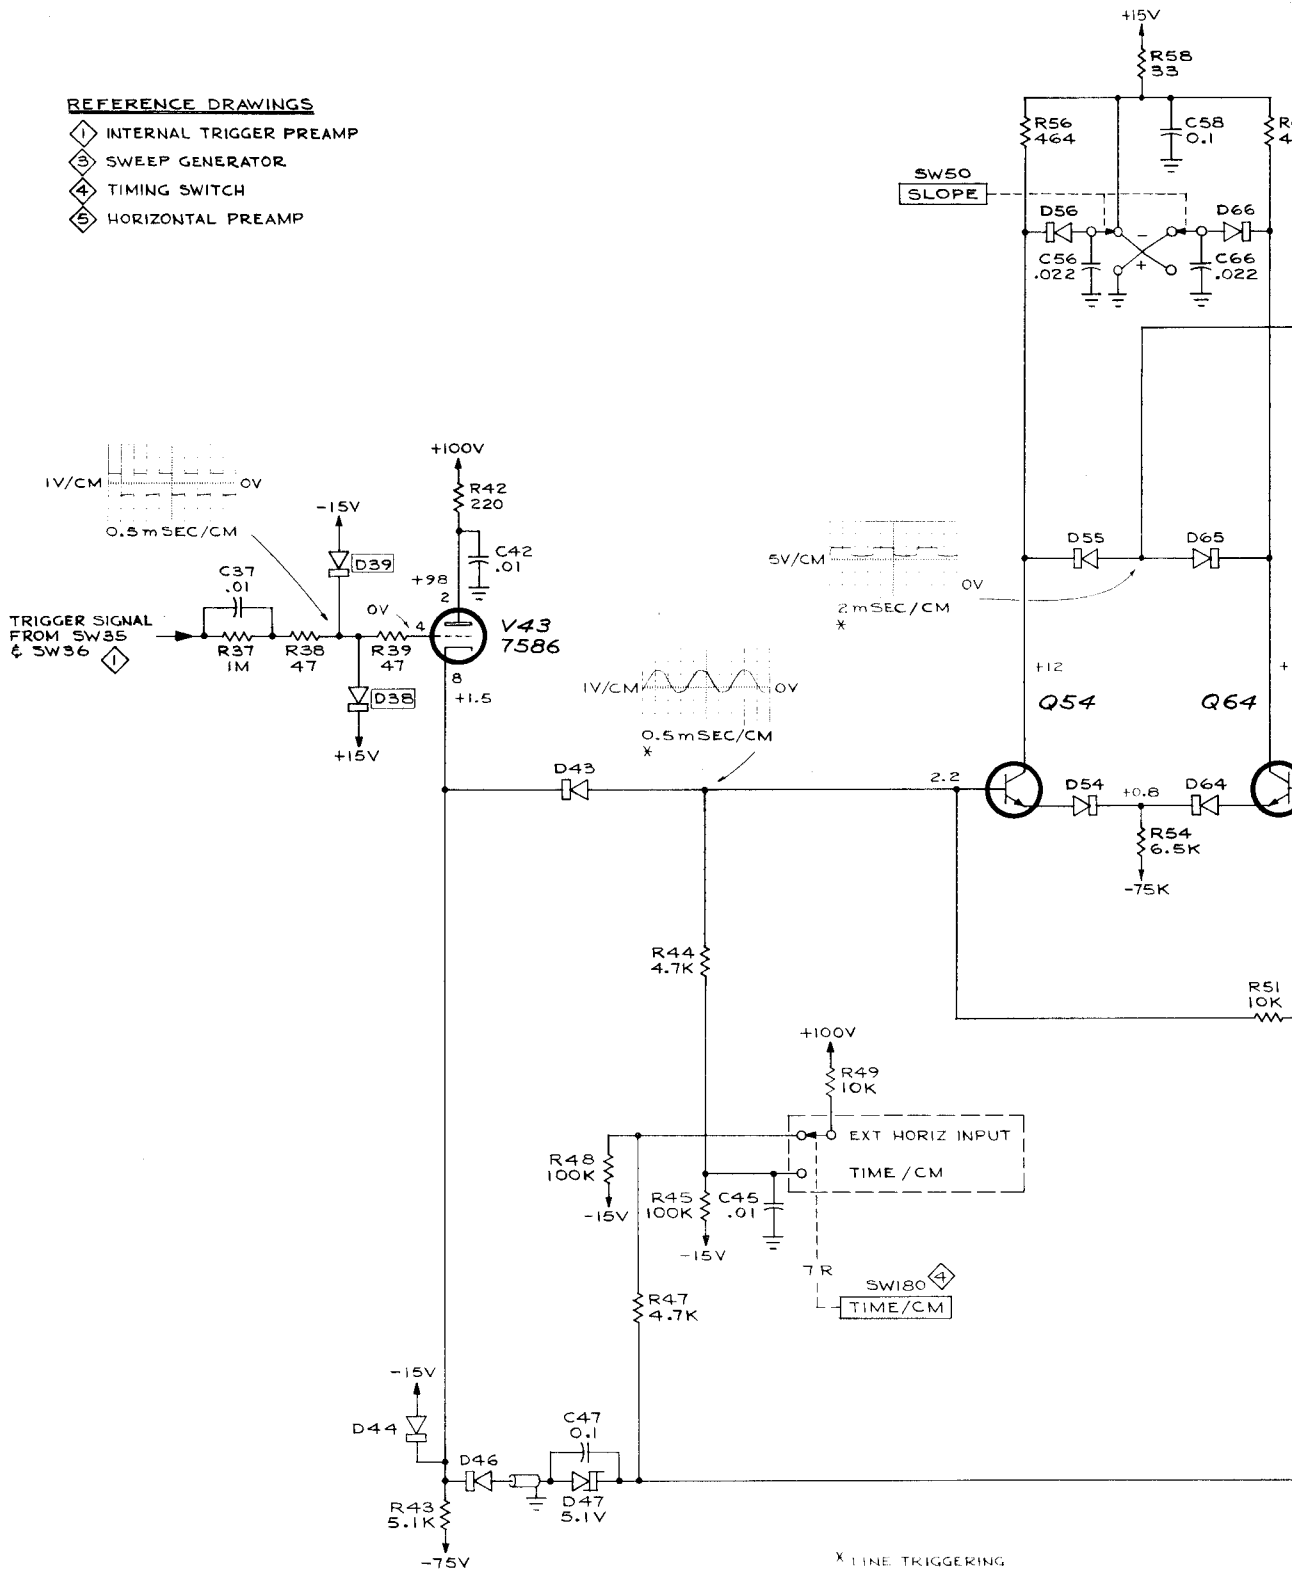 +15V
R58
33
REFERENCE DRAWINGS
1 INTERNAL TRIGGER PREAMP
3 SWEEP GENERATOR
4 TIMING SWITCH
5 HORIZONTAL PREAMP
R56
464
C58
0.1
SW50
SLOPE
D56
−
+
D66
C56
.022
C66
.022
1V/CM
0V
0.5mSEC/CM
+100V
R42
220
-15V
D39
C42
.01
+98
2
C37
.01
0V
4
TRIGGER SIGNAL
FROM SW35
& SW36 1
R37
1M
R38
47
R39
47
V43
7586
8
+1.5
D38
+15V
5V/CM
0V
2mSEC/CM
*
D55
D65
+12
+
Q54
Q64
1V/CM
0V
0.5mSEC/CM
*
D43
2.2
D54
+0.8
D64
R54
6.5K
-75K
R44
4.7K
R51
10K
+100V
R49
10K
EXT HORIZ INPUT
TIME/CM
R48
100K
-15V
R45
100K
C45
.01
-15V
7R
SW180 4
TIME/CM
R47
4.7K
-15V
D44
C47
0.1
D46
D47
5.1V
R43
5.1K
-75V
* LINE TRIGGERING